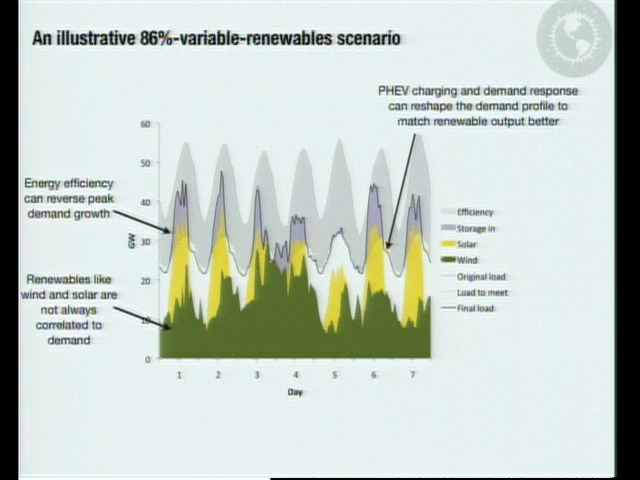 An illustrative 86%-variable-renewables scenario
PHEV charging and demand response
can reshape the demand profile to
match renewable output better
Energy efficiency
can reverse peak
demand growth
Renewables like
wind and solar are
not always
correlated to
demand
GW
60
50
40
30
20
10
0
1 2 3 4 5 6 7
Day
Efficiency
Storage in
Solar
Wind
Original load
Load to meet
Final load